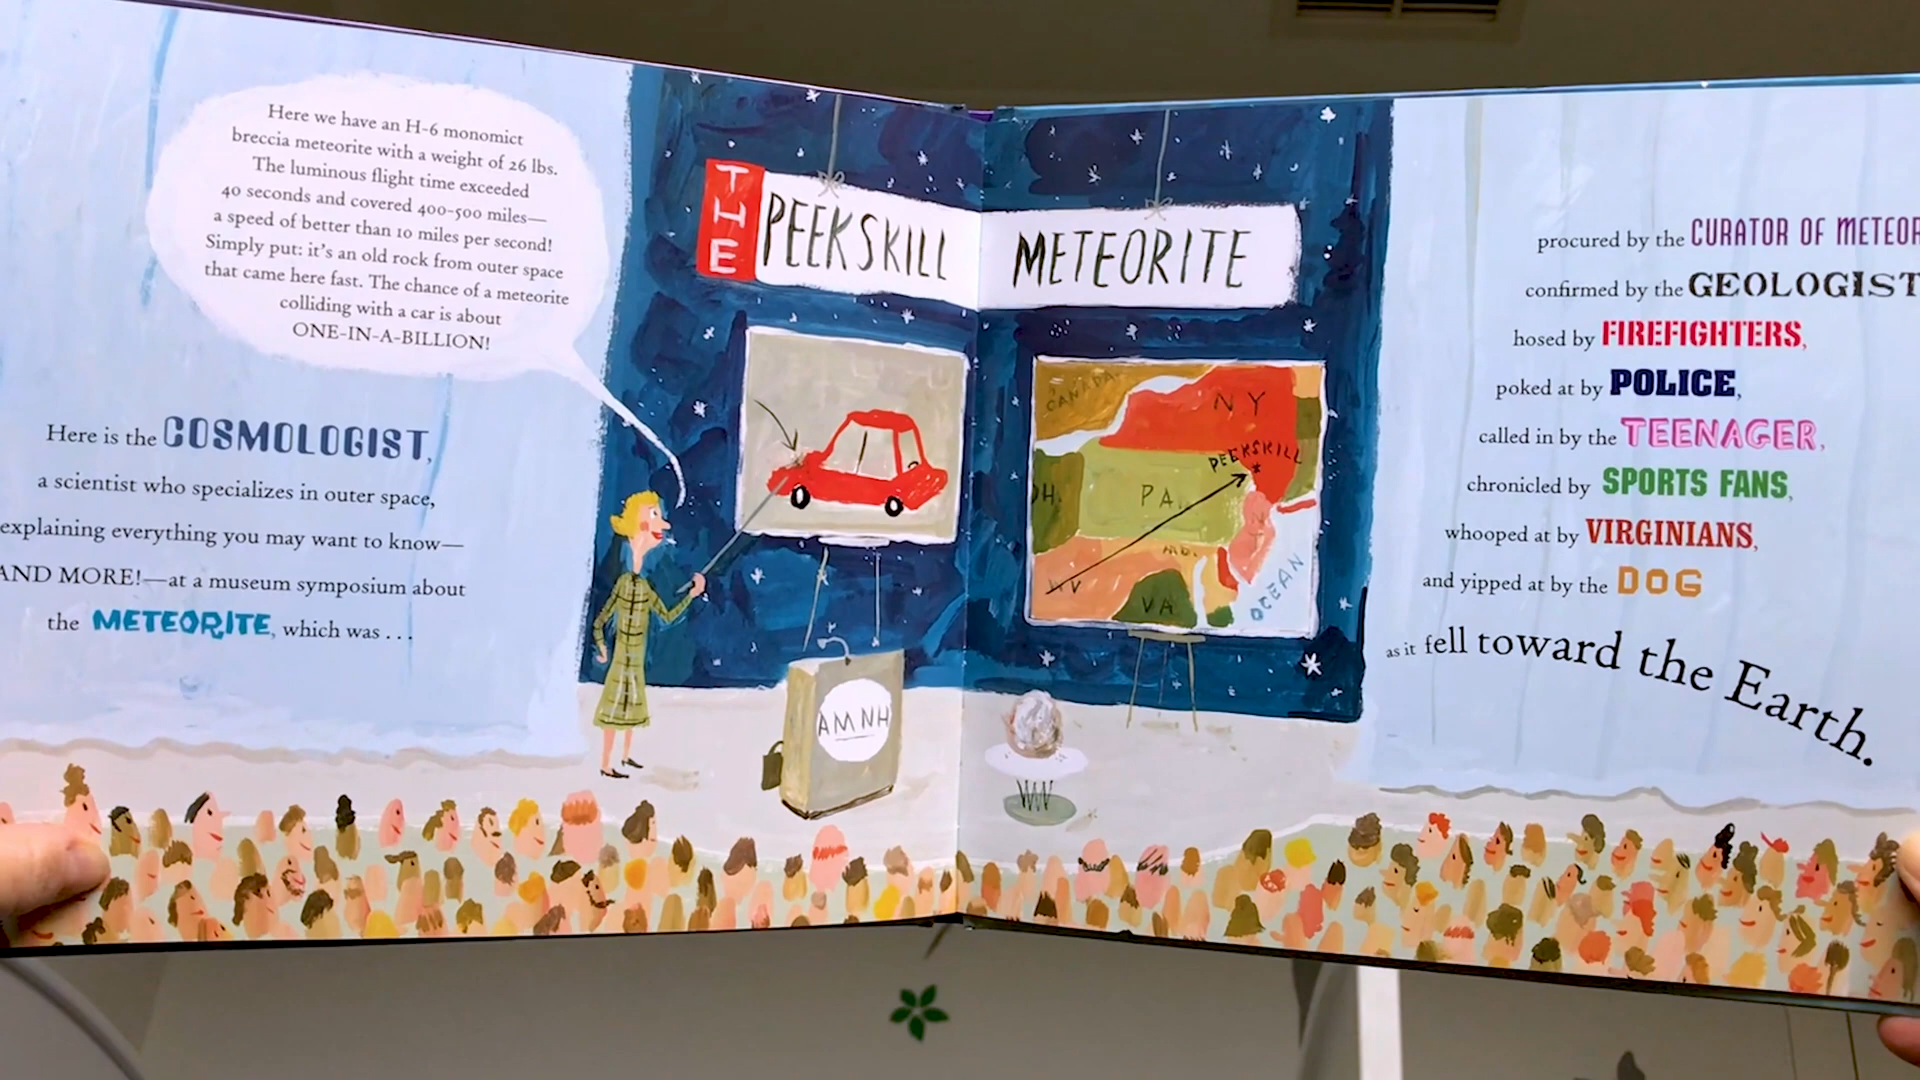 Here we have an H-6 monomict
breccia meteorite with a weight of 26 lbs.
The luminous flight time exceeded
40 seconds and covered 400-500 miles—
a speed of better than 10 miles per second!
Simply put: it's an old rock from outer space
that came here fast. The chance of a meteorite
colliding with a car is about
ONE-IN-A-BILLION!
Here is the COSMOLOGIST,
a scientist who specializes in outer space,
explaining everything you may want to know—
AND MORE!—at a museum symposium about
the METEORITE, which was . . .
THE PEEKSKILL METEORITE
CANADA
NY
PEEKSKILL
OH.
PA.
NJ
MD.
WV
VA
OCEAN
AMNH
procured by the CURATOR OF METEOR
confirmed by the GEOLOGIST
hosed by FIREFIGHTERS,
poked at by POLICE,
called in by the TEENAGER,
chronicled by SPORTS FANS,
whooped at by VIRGINIANS,
and yipped at by the DOG
as it fell toward the Earth.